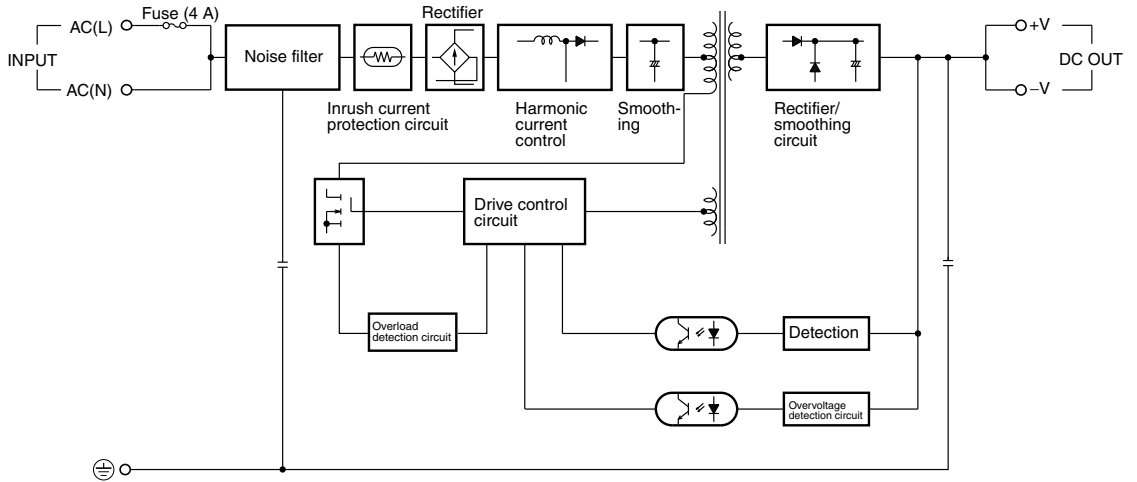 Fuse (4 A)
Rectifier
AC(L)
INPUT
AC(N)
Noise filter
+V
DC OUT
–V
Inrush current
protection circuit
Harmonic
current
control
Smooth-
ing
Rectifier/
smoothing
circuit
Drive control
circuit
Overload
detection circuit
Detection
Overvoltage
detection circuit